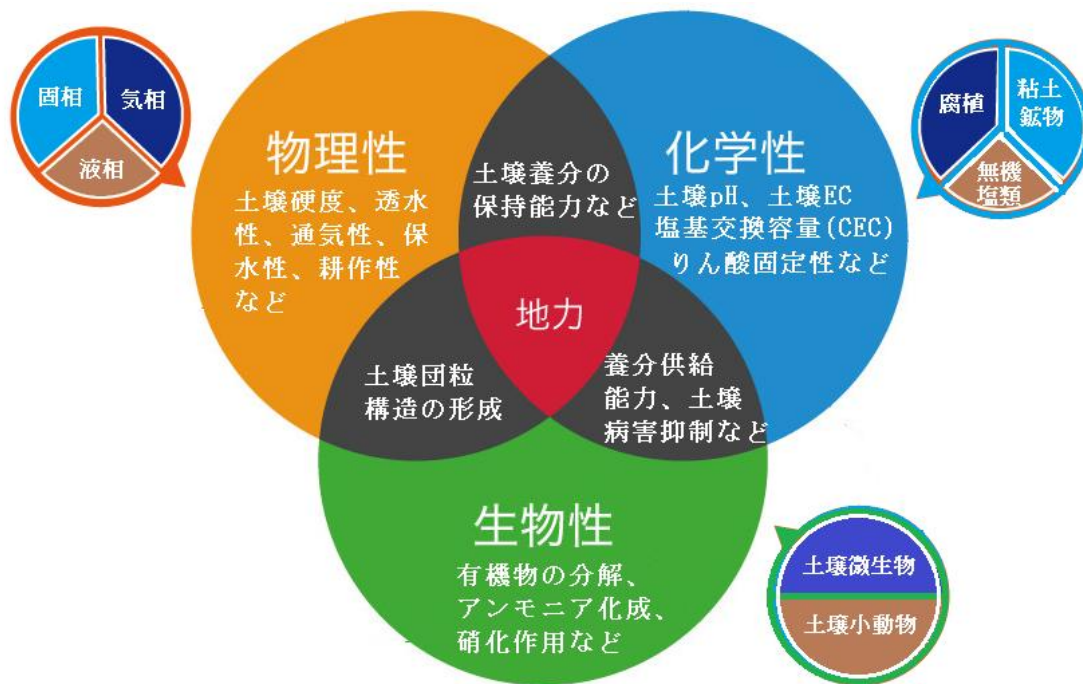 固相
気相
液相
物理性
土壌硬度、透水
性、通気性、保
水性、耕作性
など
土壌養分の
保持能力など
化学性
土壌pH、土壌EC
塩基交換容量(CEC)
りん酸固定性など
腐植
粘土
鉱物
無機
塩類
地力
土壌団粒
構造の形成
養分供給
能力、土壌
病害抑制など
生物性
有機物の分解、
アンモニア化成、
硝化作用など
土壌微生物
土壌小動物